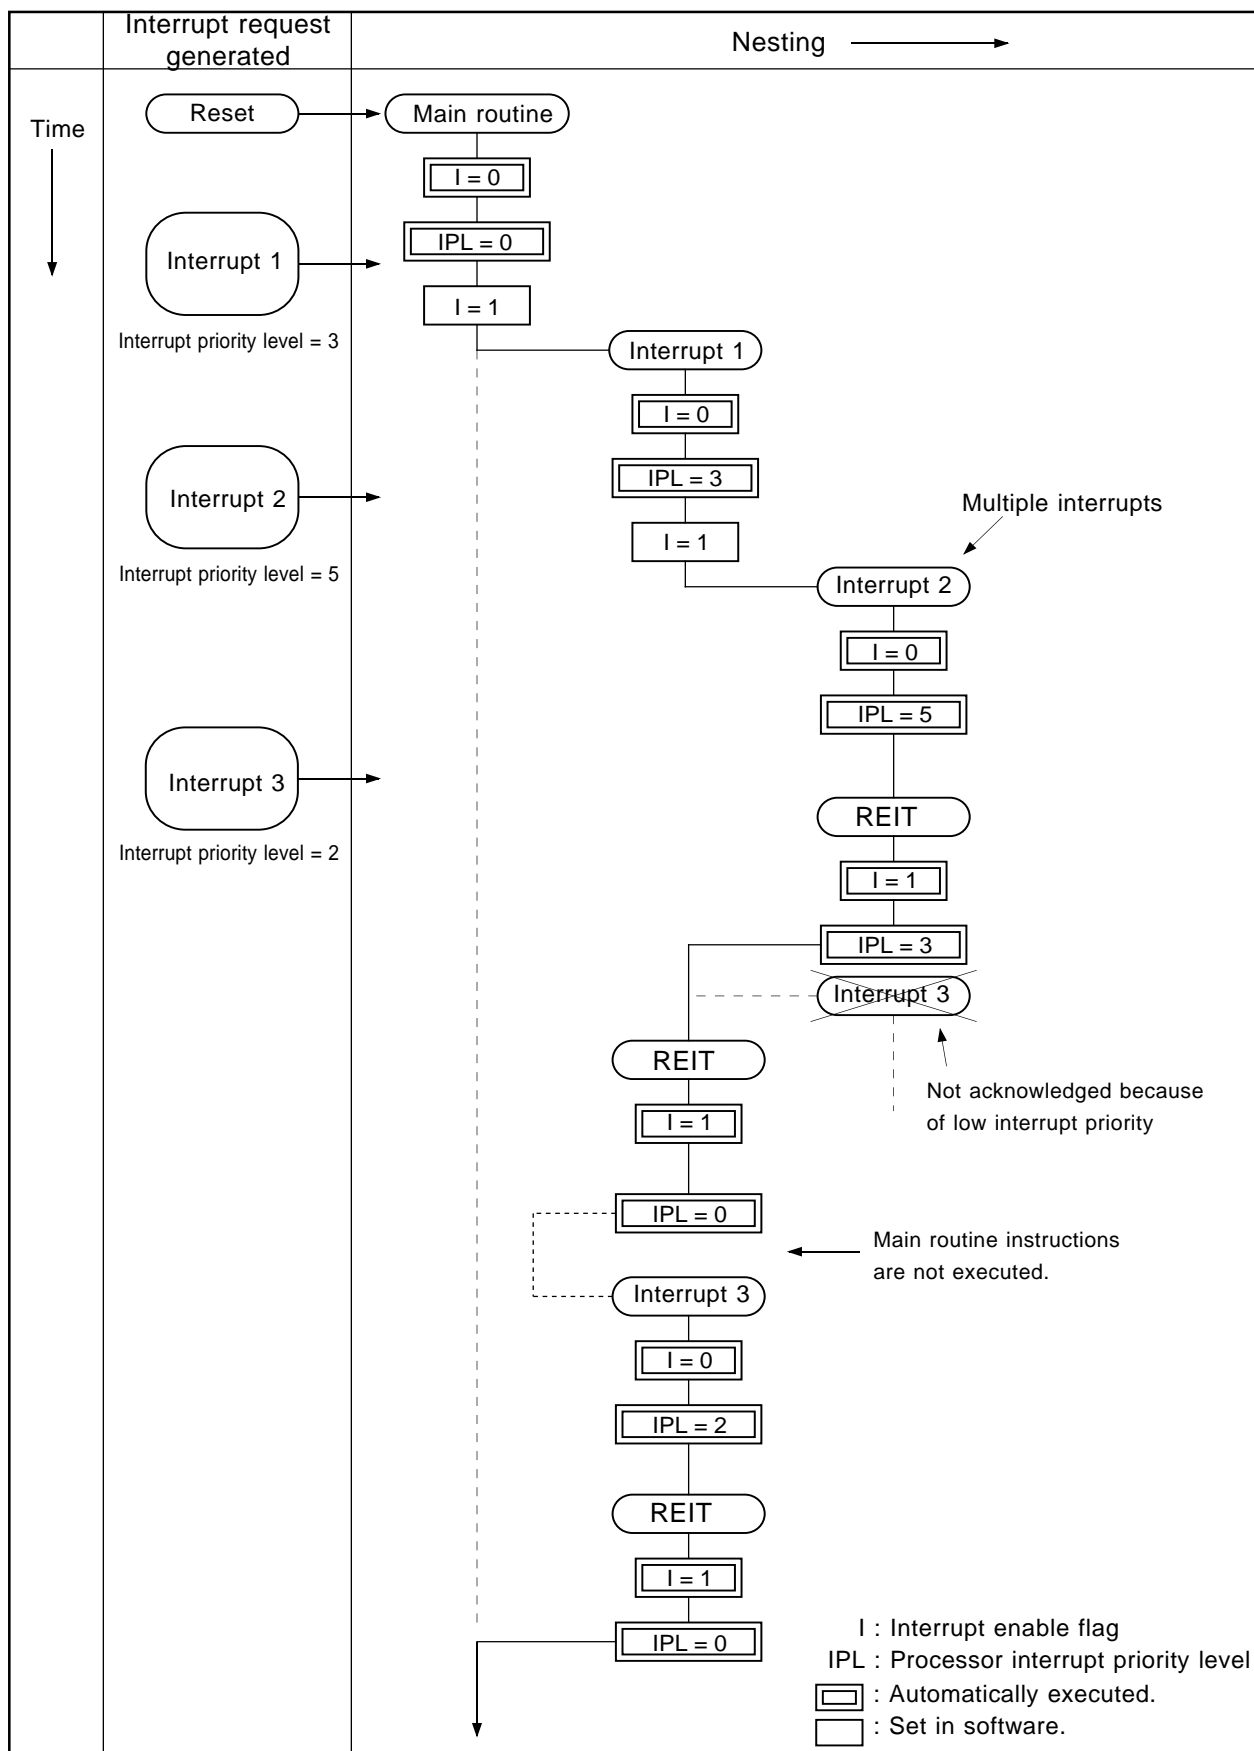 Interrupt request
generated
Nesting
Time
Reset
Main routine
I = 0
IPL = 0
Interrupt 1
I = 1
Interrupt priority level = 3
Interrupt 1
I = 0
IPL = 3
Interrupt 2
Multiple interrupts
I = 1
Interrupt priority level = 5
Interrupt 2
I = 0
IPL = 5
Interrupt 3
REIT
Interrupt priority level = 2
I = 1
IPL = 3
Interrupt 3
REIT
Not acknowledged because
of low interrupt priority
I = 1
IPL = 0
Main routine instructions
are not executed.
Interrupt 3
I = 0
IPL = 2
REIT
I = 1
IPL = 0
I : Interrupt enable flag
IPL : Processor interrupt priority level
: Automatically executed.
: Set in software.